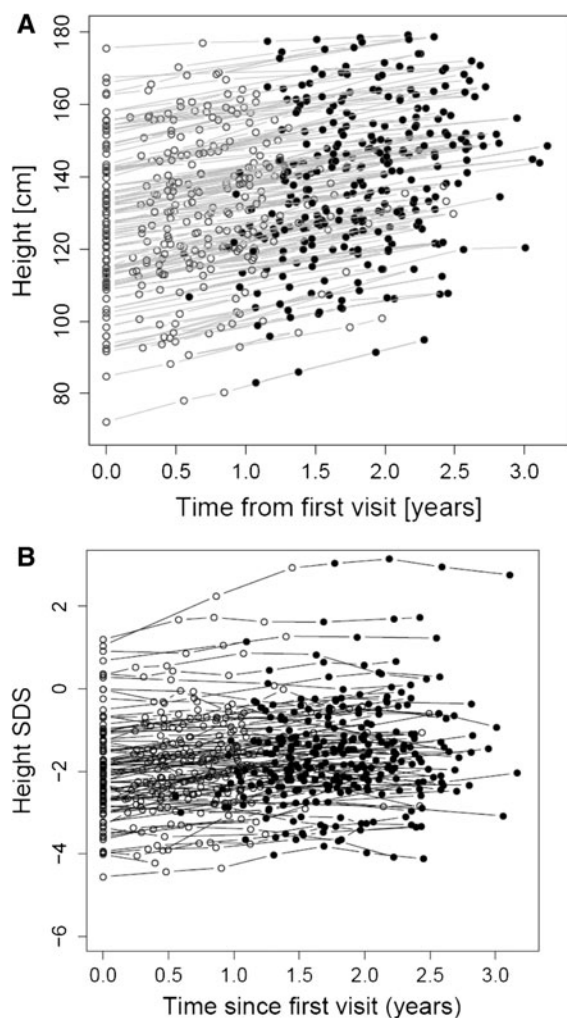 A
180
160
140
120
100
80
Height [cm]
0.0 0.5 1.0 1.5 2.0 2.5 3.0
Time from first visit [years]
B
2
0
−2
−4
−6
Height SDS
0.0 0.5 1.0 1.5 2.0 2.5 3.0
Time since first visit (years)